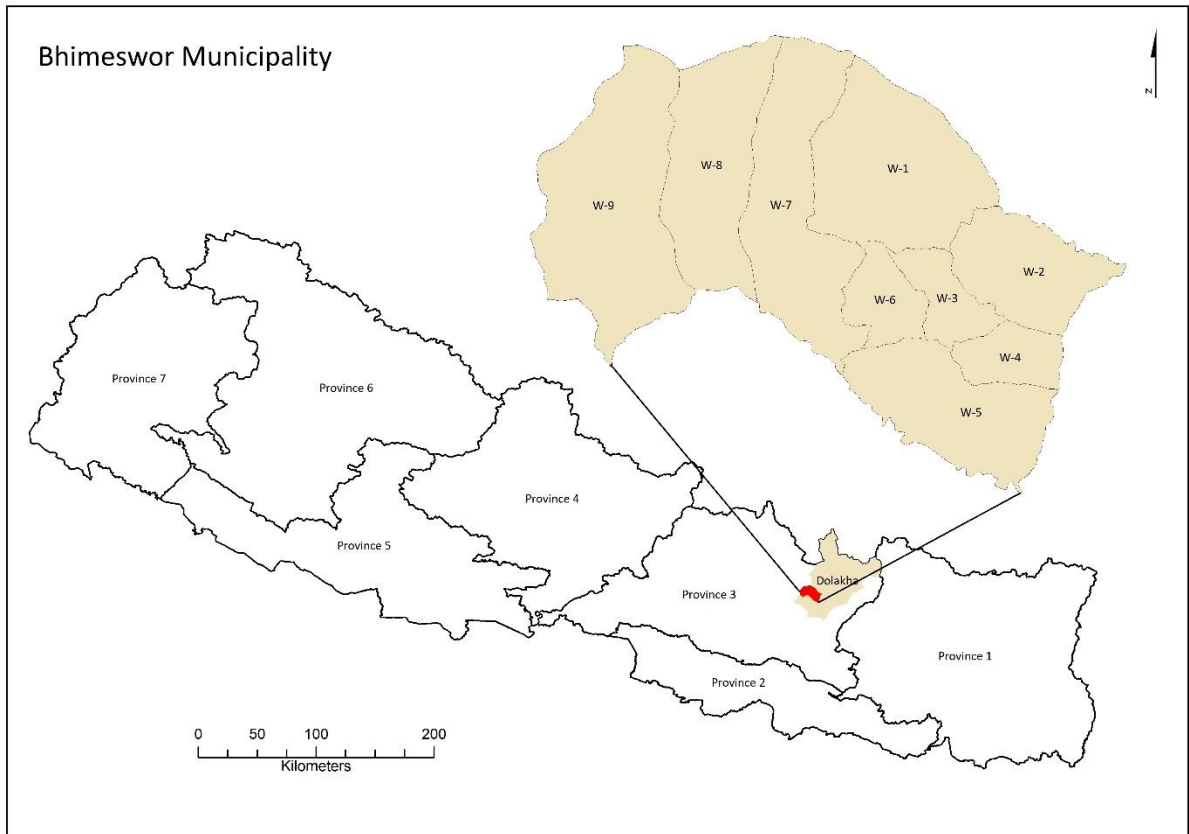 Bhimeswor Municipality
N
W-1
W-8
W-9
W-7
W-2
W-6
W-3
W-4
W-5
Province 7
Province 6
Province 4
Province 5
Dolakha
Province 3
Province 1
Province 2
0 50 100 200
Kilometers